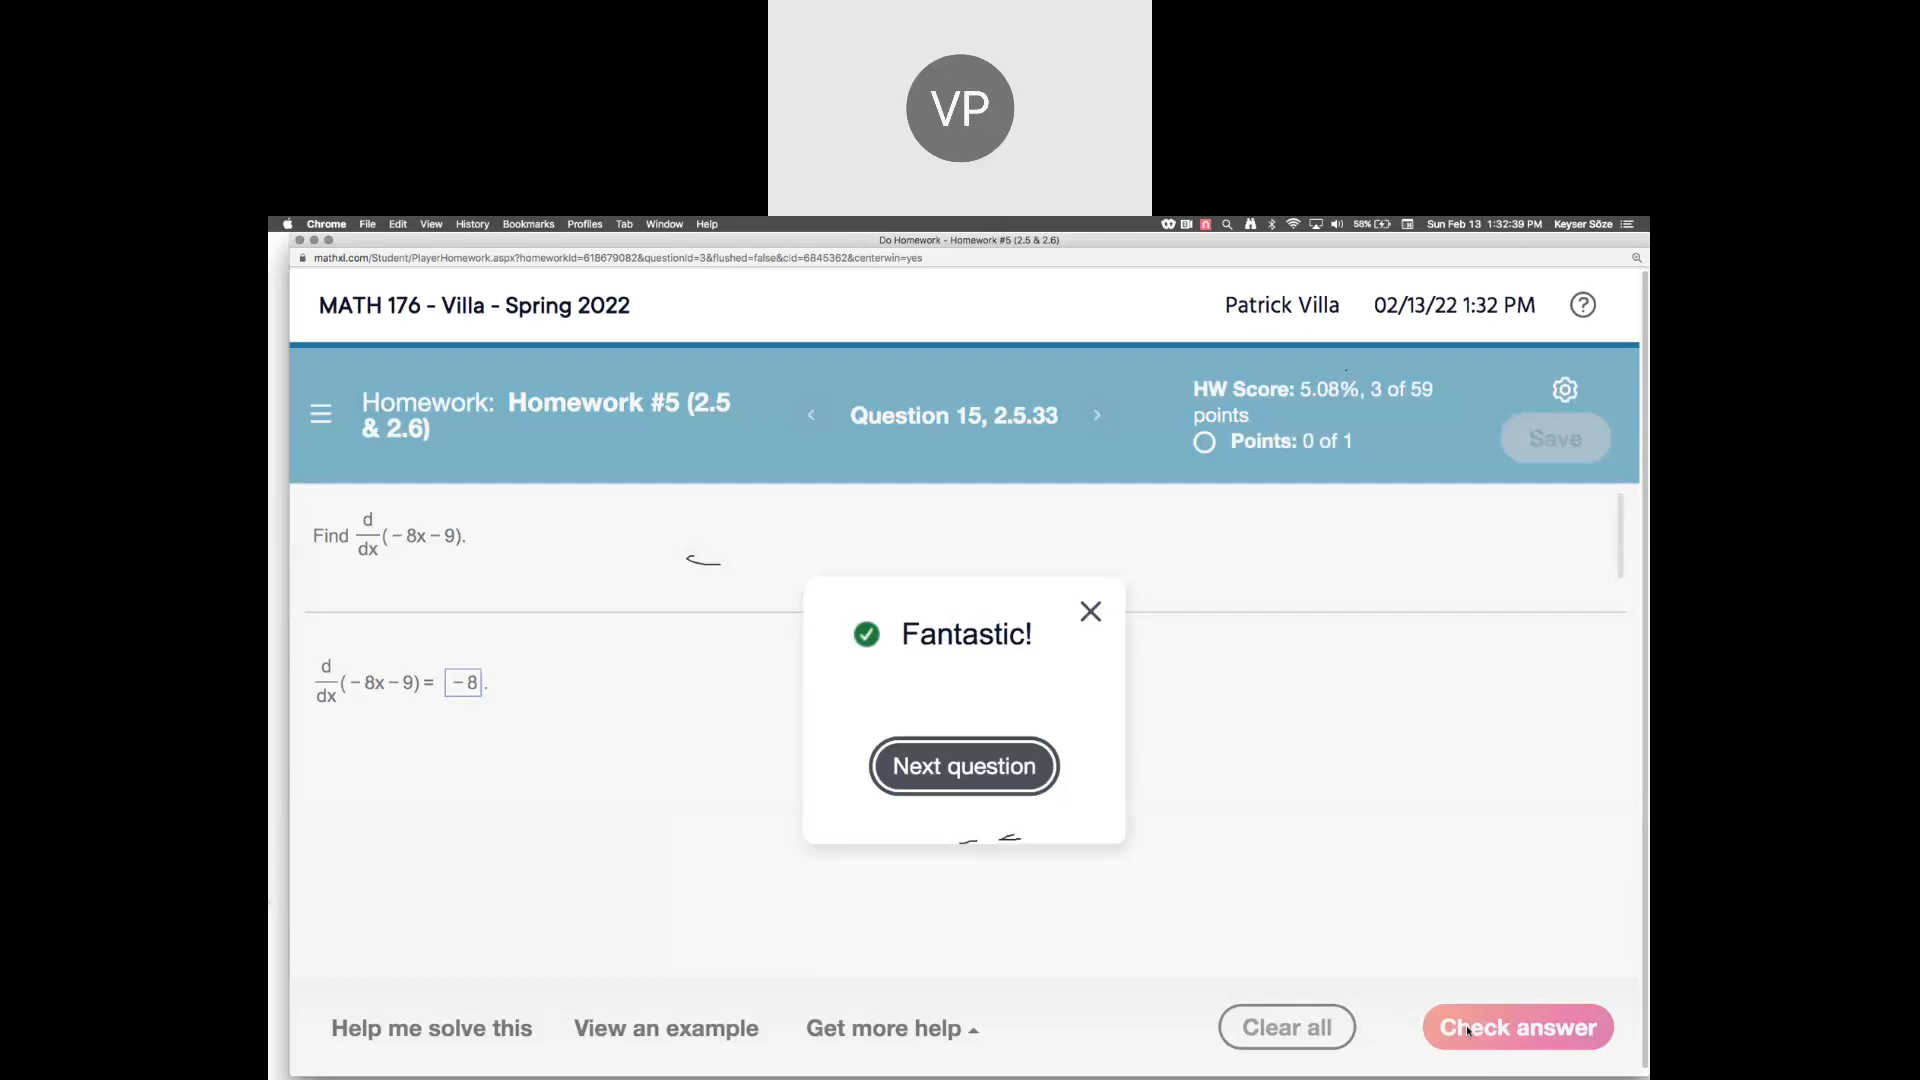 VP
Chrome File Edit View History Bookmarks Profiles Tab Window Help 58% Sun Feb 13 1:32:39 PM Keyser Söze
Do Homework - Homework #5 (2.5 & 2.6)
mathxl.com/Student/PlayerHomework.aspx?homeworkId=618679082&questionId=3&flushed=false&cId=6845362&centerwin=yes
MATH 176 - Villa - Spring 2022 Patrick Villa 02/13/22 1:32 PM ?
Homework: Homework #5 (2.5
& 2.6)
Question 15, 2.5.33
HW Score: 5.08%, 3 of 59
points
Points: 0 of 1
Save
Find d/dx(-8x-9).
d/dx(-8x-9)= -8.
Fantastic!
Next question
Help me solve this View an example Get more help Clear all Check answer